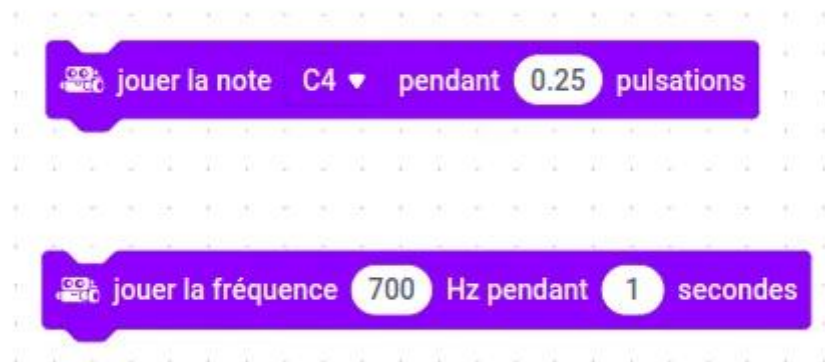 jouer la note C4 pendant 0.25 pulsations
jouer la fréquence 700 Hz pendant 1 secondes